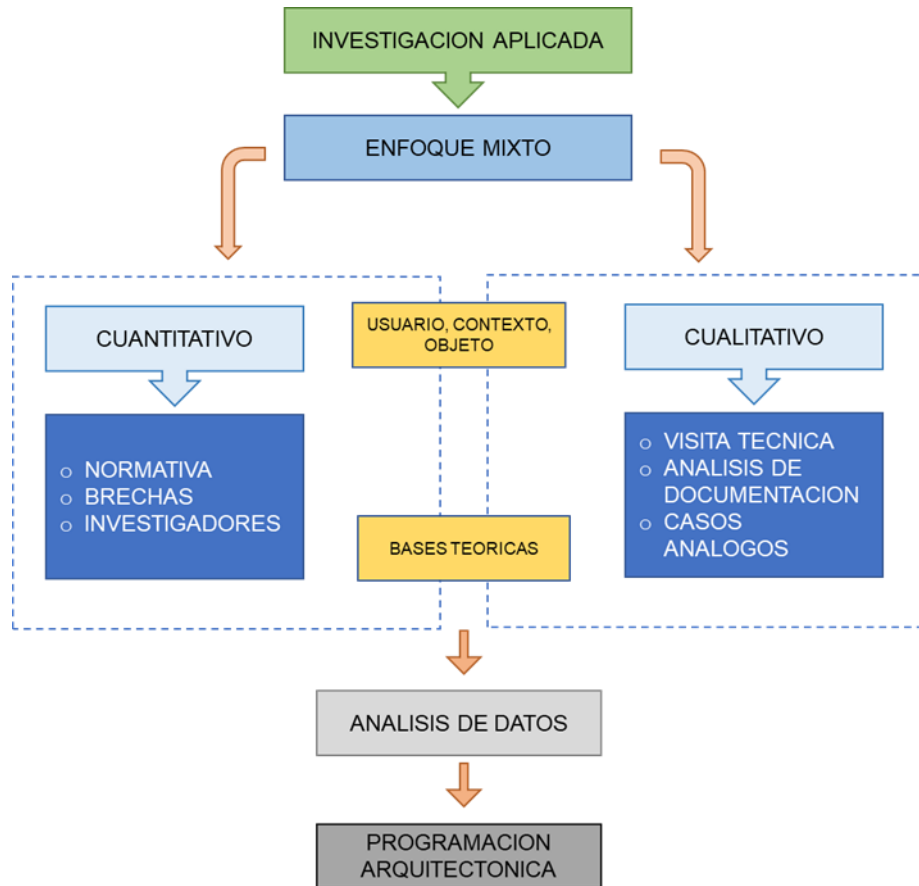 INVESTIGACION APLICADA
ENFOQUE MIXTO
CUANTITATIVO
USUARIO, CONTEXTO,
OBJETO
CUALITATIVO
o NORMATIVA
o BRECHAS
o INVESTIGADORES
o VISITA TECNICA
o ANALISIS DE
DOCUMENTACION
o CASOS
ANALOGOS
BASES TEORICAS
ANALISIS DE DATOS
PROGRAMACION
ARQUITECTONICA